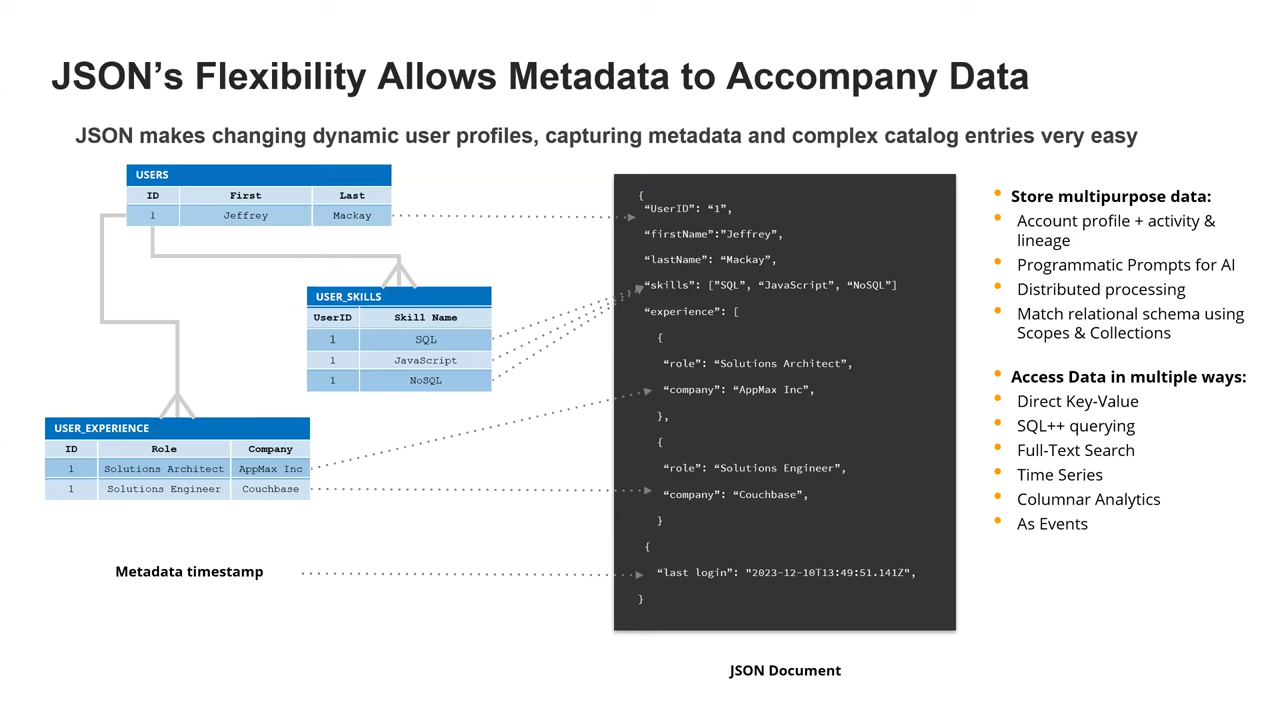 JSON’s Flexibility Allows Metadata to Accompany Data
JSON makes changing dynamic user profiles, capturing metadata and complex catalog entries very easy
USERS
ID First Last
1 Jeffrey Mackay
USER_SKILLS
UserID Skill Name
1 SQL
1 JavaScript
1 NoSQL
USER_EXPERIENCE
ID Role Company
1 Solutions Architect AppMax Inc
1 Solutions Engineer Couchbase
Metadata timestamp
{
“UserID”: “1”,
“firstName”:”Jeffrey”,
“lastName”: “Mackay”,
“skills”: [”SQL”, “JavaScript”, “NoSQL”]
“experience”: [
{
“role”: “Solutions Architect”,
“company”: “AppMax Inc”,
},
{
“role”: “Solutions Engineer”,
“company”: “Couchbase”,
}
{
“last login”: "2023-12-10T13:49:51.141Z”,
}
JSON Document
• Store multipurpose data:
• Account profile + activity &
lineage
• Programmatic Prompts for AI
• Distributed processing
• Match relational schema using
Scopes & Collections
• Access Data in multiple ways:
• Direct Key-Value
• SQL++ querying
• Full-Text Search
• Time Series
• Columnar Analytics
• As Events